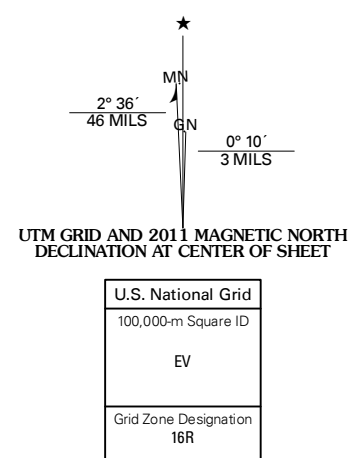 ★
MN
GN
2° 36´
46 MILS
0° 10´
3 MILS
UTM GRID AND 2011 MAGNETIC NORTH
DECLINATION AT CENTER OF SHEET
U.S. National Grid
100,000-m Square ID
EV
Grid Zone Designation
16R